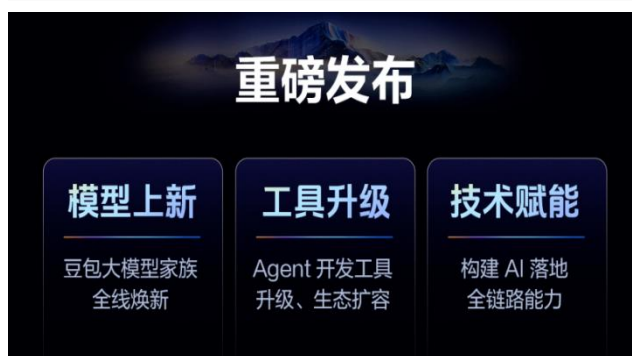 重磅发布
模型上新
豆包大模型家族
全线焕新
工具升级
Agent 开发工具
升级、生态扩容
技术赋能
构建 AI 落地
全链路能力